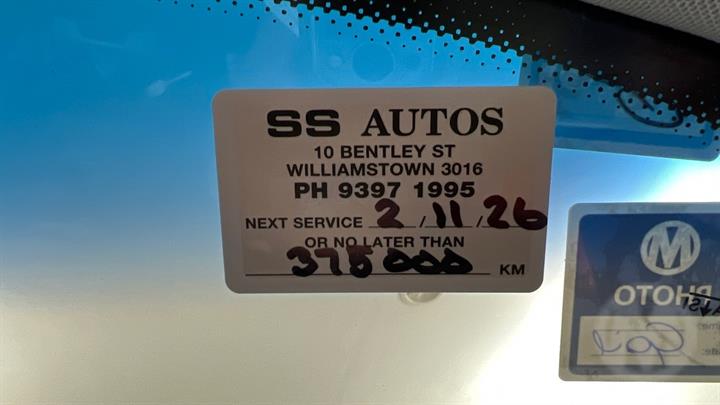 SS AUTOS
10 BENTLEY ST
WILLIAMSTOWN 3016
PH 9397 1995
NEXT SERVICE 2/11/26
OR NO LATER THAN
375000 KM
M
PHOTO